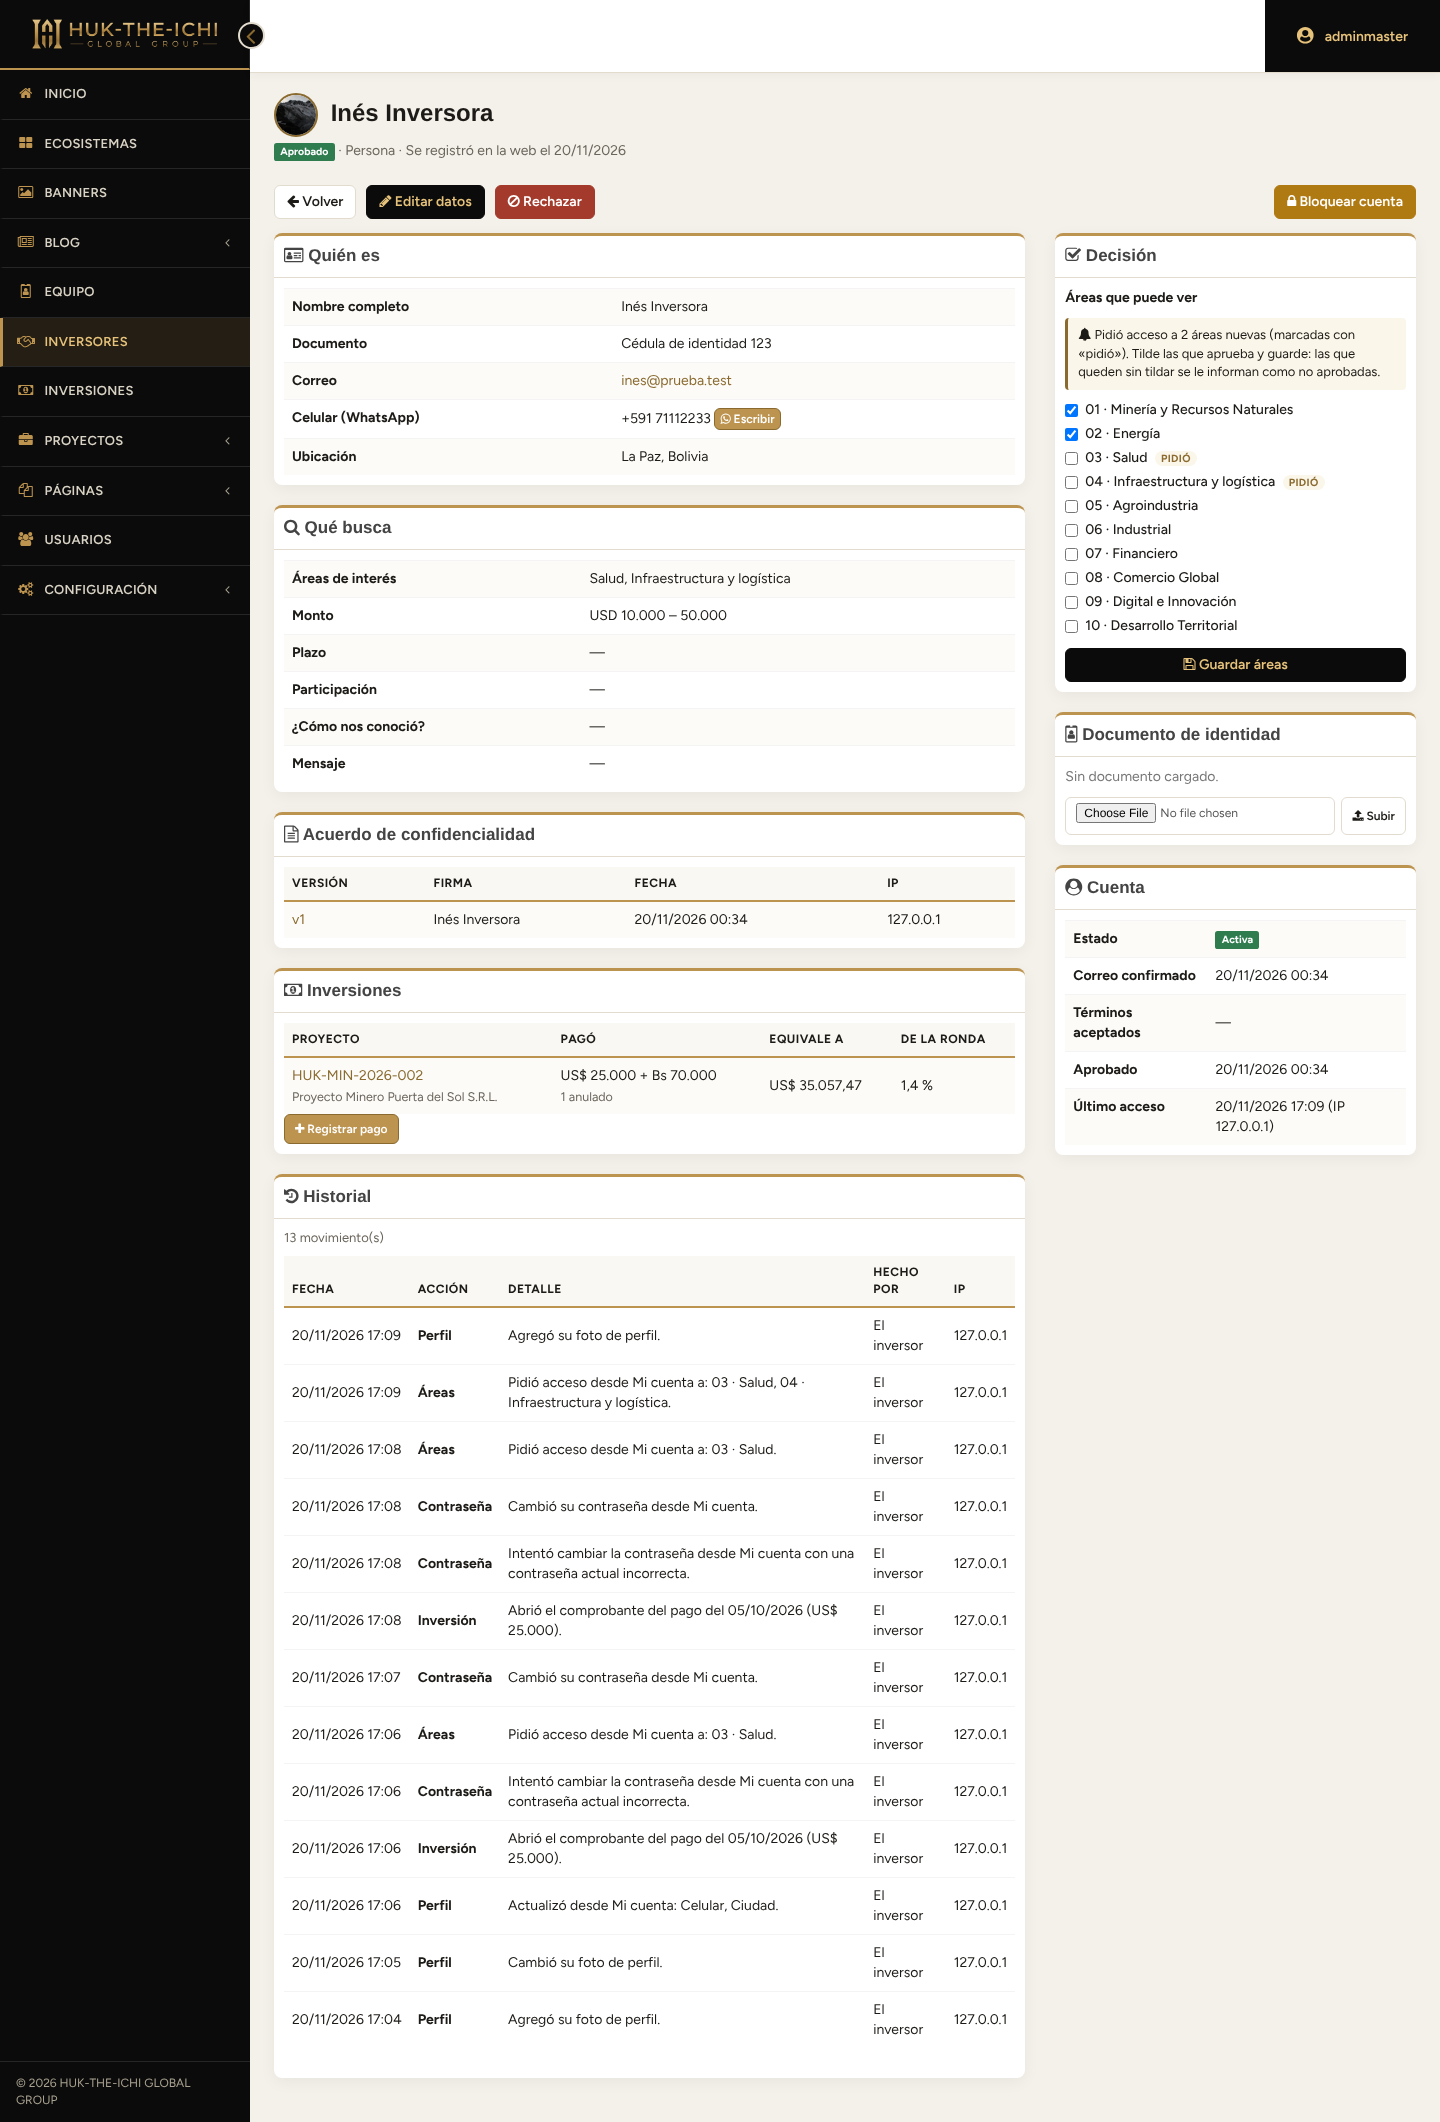 HUK-THE-ICHI
GLOBAL GROUP
adminmaster
INICIO
ECOSISTEMAS
BANNERS
BLOG
EQUIPO
INVERSORES
INVERSIONES
PROYECTOS
PÁGINAS
USUARIOS
CONFIGURACIÓN
© 2026 HUK-THE-ICHI GLOBAL
GROUP
Inés Inversora
Aprobado · Persona · Se registró en la web el 20/11/2026
Volver Editar datos Rechazar Bloquear cuenta
Quién es
Nombre completo Inés Inversora
Documento Cédula de identidad 123
Correo ines@prueba.test
Celular (WhatsApp) +591 71112233 Escribir
Ubicación La Paz, Bolivia
Qué busca
Áreas de interés Salud, Infraestructura y logística
Monto USD 10.000 – 50.000
Plazo —
Participación —
¿Cómo nos conoció? —
Mensaje —
Acuerdo de confidencialidad
VERSIÓN FIRMA FECHA IP
v1 Inés Inversora 20/11/2026 00:34 127.0.0.1
Inversiones
PROYECTO PAGÓ EQUIVALE A DE LA RONDA
HUK-MIN-2026-002 US$ 25.000 + Bs 70.000 US$ 35.057,47 1,4 %
Proyecto Minero Puerta del Sol S.R.L. 1 anulado
Registrar pago
Historial
13 movimiento(s)
FECHA ACCIÓN DETALLE HECHO POR IP
20/11/2026 17:09 Perfil Agregó su foto de perfil. El inversor 127.0.0.1
20/11/2026 17:09 Áreas Pidió acceso desde Mi cuenta a: 03 · Salud, 04 · Infraestructura y logística. El inversor 127.0.0.1
20/11/2026 17:08 Áreas Pidió acceso desde Mi cuenta a: 03 · Salud. El inversor 127.0.0.1
20/11/2026 17:08 Contraseña Cambió su contraseña desde Mi cuenta. El inversor 127.0.0.1
20/11/2026 17:08 Contraseña Intentó cambiar la contraseña desde Mi cuenta con una contraseña actual incorrecta. El inversor 127.0.0.1
20/11/2026 17:08 Inversión Abrió el comprobante del pago del 05/10/2026 (US$ 25.000). El inversor 127.0.0.1
20/11/2026 17:07 Contraseña Cambió su contraseña desde Mi cuenta. El inversor 127.0.0.1
20/11/2026 17:06 Áreas Pidió acceso desde Mi cuenta a: 03 · Salud. El inversor 127.0.0.1
20/11/2026 17:06 Contraseña Intentó cambiar la contraseña desde Mi cuenta con una contraseña actual incorrecta. El inversor 127.0.0.1
20/11/2026 17:06 Inversión Abrió el comprobante del pago del 05/10/2026 (US$ 25.000). El inversor 127.0.0.1
20/11/2026 17:06 Perfil Actualizó desde Mi cuenta: Celular, Ciudad. El inversor 127.0.0.1
20/11/2026 17:05 Perfil Cambió su foto de perfil. El inversor 127.0.0.1
20/11/2026 17:04 Perfil Agregó su foto de perfil. El inversor 127.0.0.1
Decisión
Áreas que puede ver
Pidió acceso a 2 áreas nuevas (marcadas con
«pidió»). Tilde las que aprueba y guarde: las que
queden sin tildar se le informan como no aprobadas.
01 · Minería y Recursos Naturales
02 · Energía
03 · Salud PIDIÓ
04 · Infraestructura y logística PIDIÓ
05 · Agroindustria
06 · Industrial
07 · Financiero
08 · Comercio Global
09 · Digital e Innovación
10 · Desarrollo Territorial
Guardar áreas
Documento de identidad
Sin documento cargado.
Choose File No file chosen Subir
Cuenta
Estado Activa
Correo confirmado 20/11/2026 00:34
Términos aceptados —
Aprobado 20/11/2026 00:34
Último acceso 20/11/2026 17:09 (IP 127.0.0.1)